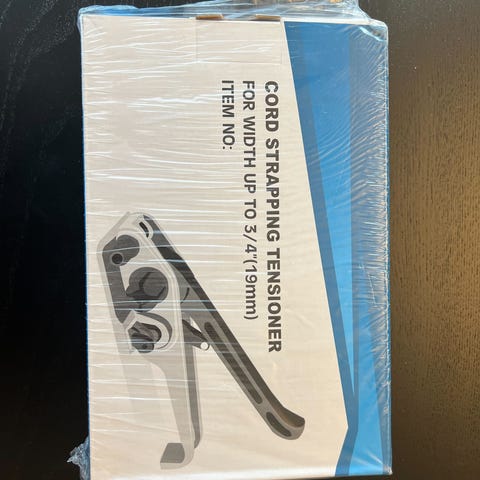 CORD STRAPPING TENSIONER
FOR WIDTH UP TO 3/4"(19mm)
ITEM NO: